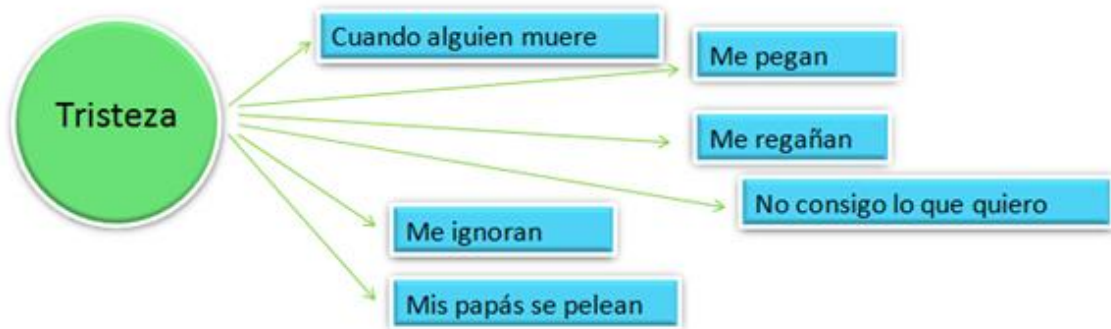 Tristeza
Cuando alguien muere
Me pegan
Me regañan
No consigo lo que quiero
Me ignoran
Mis papás se pelean